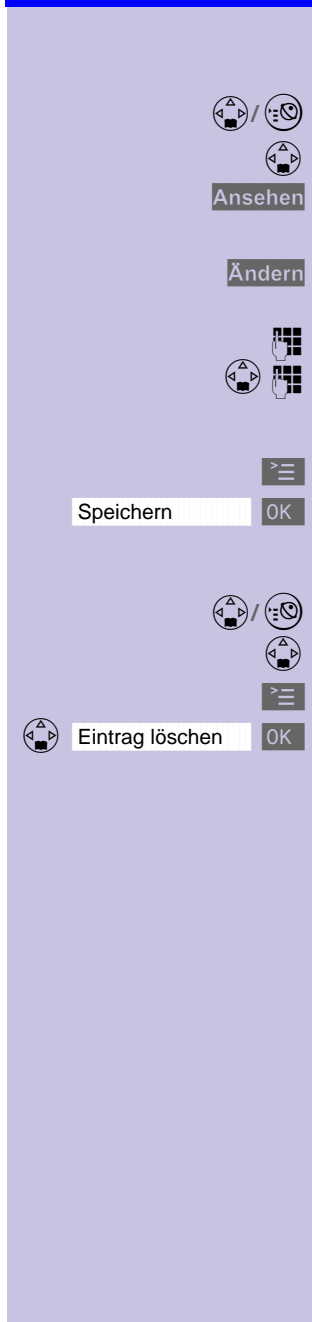 /
Ansehen
Ändern
Speichern OK
/
Eintrag löschen OK